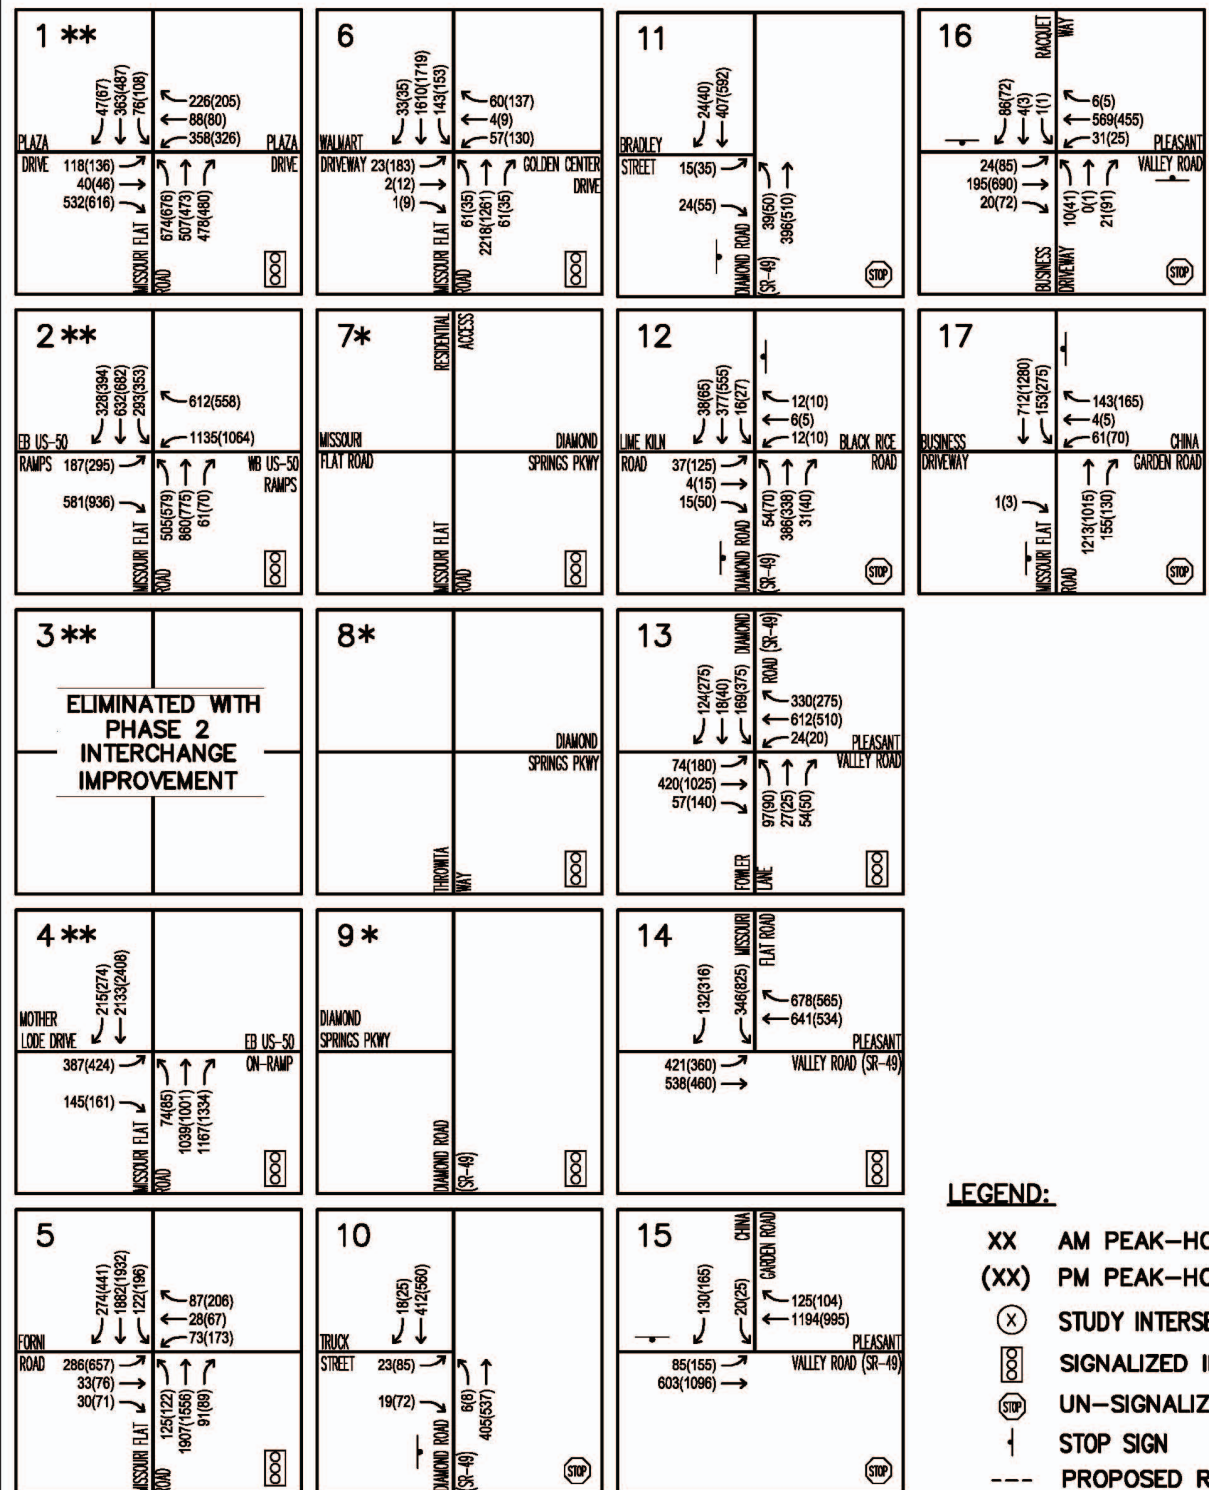 1 **
47(67)
363(487)
76(108)
226(205)
88(80)
358(326)
PLAZA
DRIVE
PLAZA
DRIVE
118(136)
40(46)
532(616)
674(676)
507(473)
478(480)
MISSOURI FLAT
ROAD
6
33(35)
1610(1719)
143(153)
60(137)
4(9)
57(130)
WALMART
DRIVEWAY
GOLDEN CENTER
DRIVE
23(183)
2(12)
1(9)
61(35)
2218(1261)
61(35)
MISSOURI FLAT
ROAD
11
24(40)
407(592)
BRADLEY
STREET
15(35)
24(55)
39(50)
396(510)
DIAMOND ROAD
(SR-49)
STOP
16
RACQUET
WAY
86(72)
4(3)
1(1)
6(5)
569(455)
31(25)
PLEASANT
VALLEY ROAD
24(85)
195(690)
20(72)
10(41)
0(1)
21(91)
BUSINESS
DRIVEWAY
STOP
2 **
328(394)
632(682)
293(353)
612(558)
1135(1064)
EB US-50
RAMPS
WB US-50
RAMPS
187(295)
581(936)
505(579)
860(775)
61(70)
MISSOURI FLAT
ROAD
7*
RESIDENTIAL
ACCESS
MISSOURI
FLAT ROAD
DIAMOND
SPRINGS PKWY
MISSOURI FLAT
ROAD
12
38(65)
377(555)
16(27)
12(10)
6(5)
12(10)
LIME KILN
ROAD
BLACK RICE
ROAD
37(125)
4(15)
15(50)
54(70)
386(338)
31(40)
DIAMOND ROAD
(SR-49)
STOP
17
712(1280)
153(275)
143(165)
4(5)
61(70)
BUSINESS
DRIVEWAY
CHINA
GARDEN ROAD
1(3)
1213(1015)
155(130)
MISSOURI FLAT
ROAD
STOP
3 **
ELIMINATED WITH
PHASE 2
INTERCHANGE
IMPROVEMENT
8*
DIAMOND
SPRINGS PKWY
THROWITA
WAY
13
DIAMOND
ROAD (SR-49)
124(275)
18(40)
169(375)
330(275)
612(510)
24(20)
PLEASANT
VALLEY ROAD
74(180)
420(1025)
57(140)
97(90)
27(25)
54(50)
FOWLER
LANE
4 **
215(274)
2133(2408)
MOTHER
LODE DRIVE
EB US-50
ON-RAMP
387(424)
145(161)
74(85)
1039(1001)
1167(1334)
MISSOURI FLAT
ROAD
9 *
DIAMOND
SPRINGS PKWY
DIAMOND ROAD
(SR-49)
14
MISSOURI
FLAT ROAD
132(316)
346(825)
678(565)
641(534)
PLEASANT
VALLEY ROAD (SR-49)
421(360)
538(460)
5
274(441)
1882(1932)
122(196)
87(206)
28(67)
73(173)
FORNI
ROAD
286(657)
33(76)
30(71)
125(122)
1907(1556)
91(89)
MISSOURI FLAT
ROAD
10
18(25)
412(560)
TRUCK
STREET
23(85)
19(72)
6(8)
405(537)
DIAMOND ROAD
(SR-49)
STOP
15
CHINA
GARDEN ROAD
130(165)
20(25)
125(104)
1194(995)
PLEASANT
VALLEY ROAD (SR-49)
85(155)
603(1096)
STOP
LEGEND:
XX AM PEAK-HO
(XX) PM PEAK-HO
X STUDY INTERSE
SIGNALIZED I
STOP UN-SIGNALIZ
STOP SIGN
--- PROPOSED R